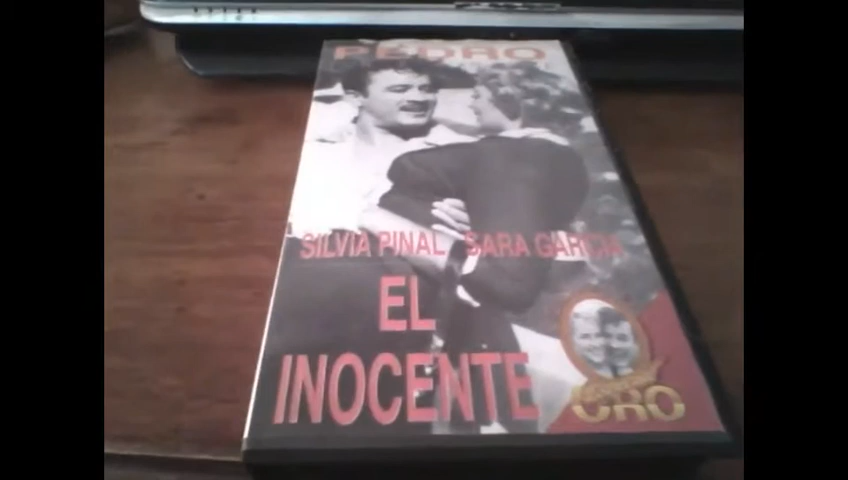 PEDRO
SILVIA PINAL SARA GARCIA
EL
INOCENTE
ORO